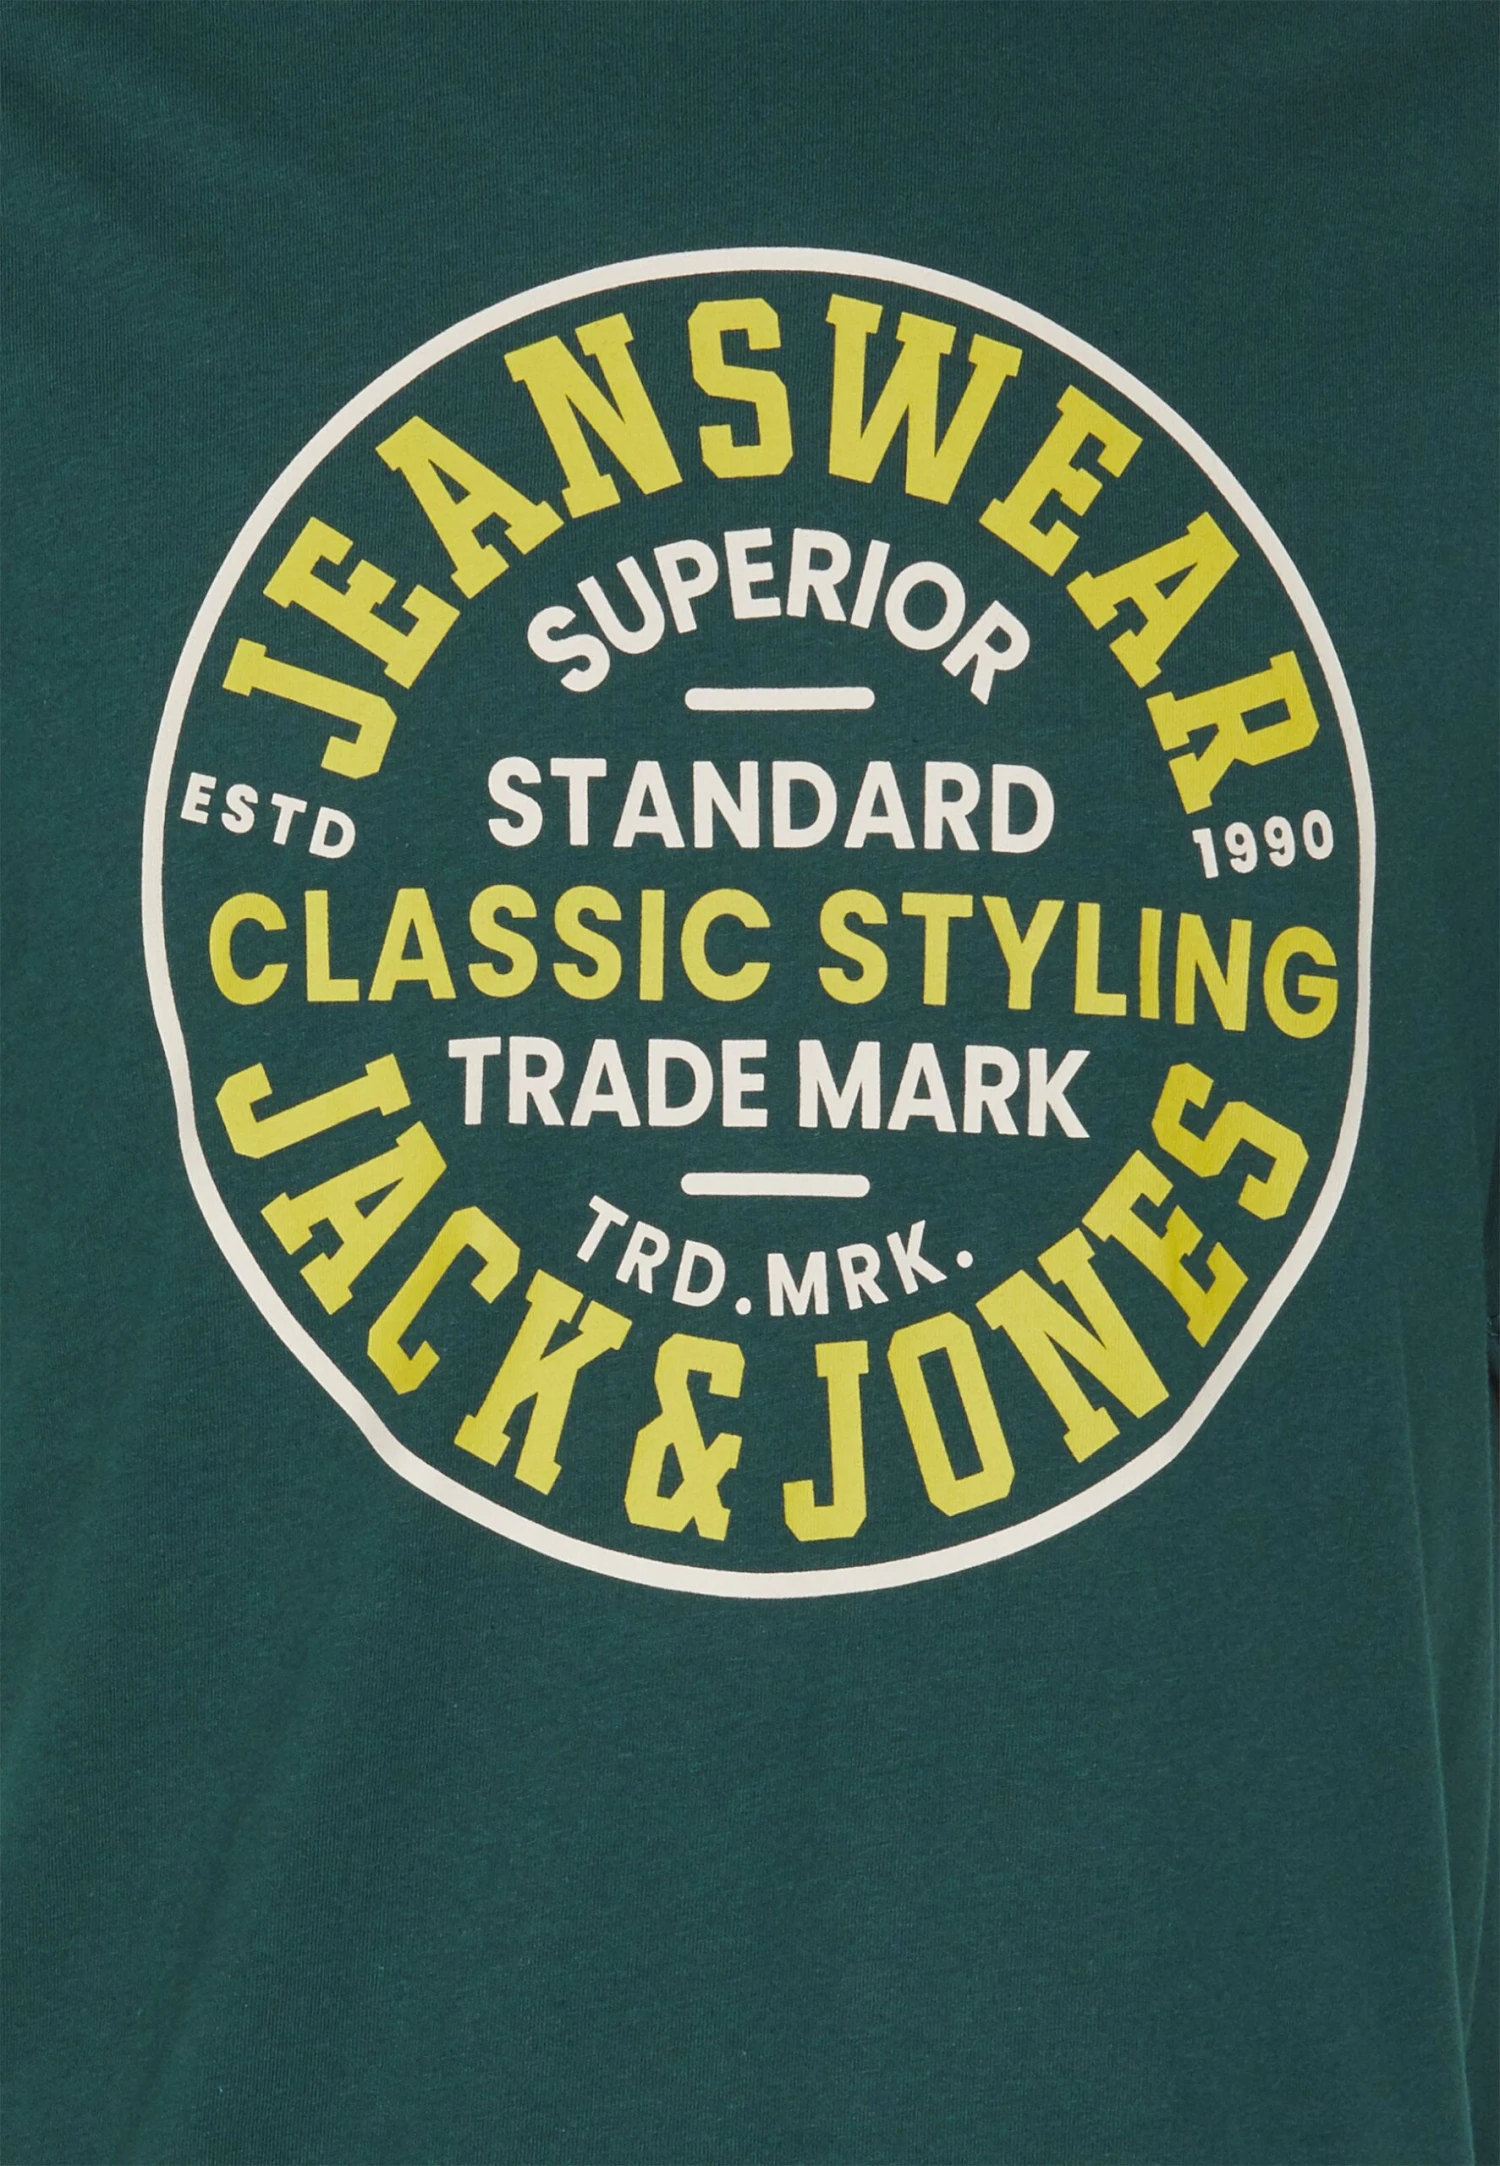 JEANSWEAR
SUPERIOR
STANDARD
ESTD 1990
CLASSIC STYLING
TRADE MARK
TRD.MRK.
JACK&JONES